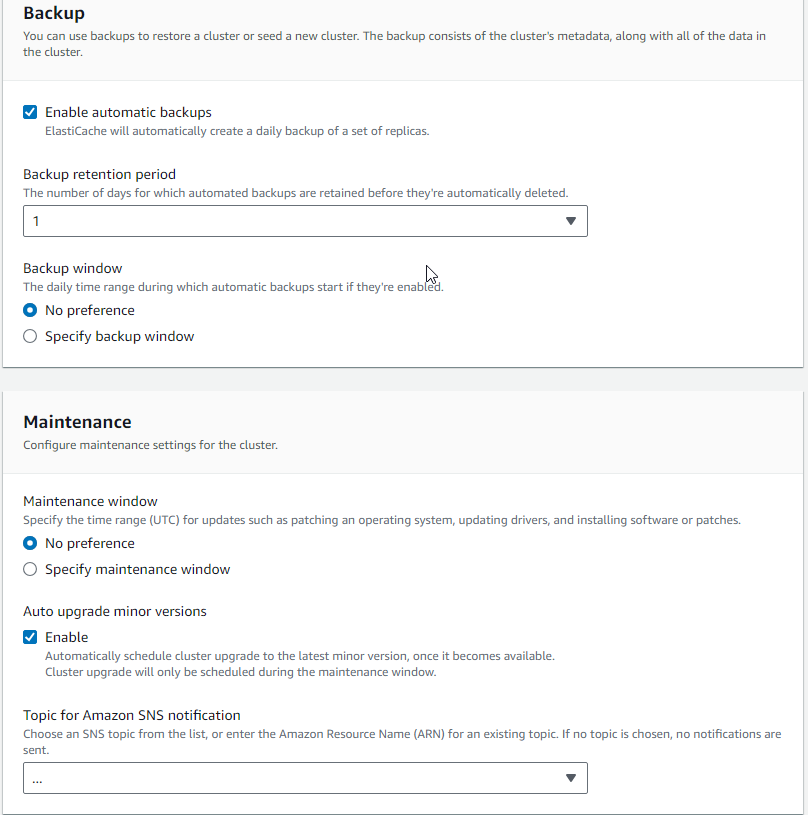 Backup
You can use backups to restore a cluster or seed a new cluster. The backup consists of the cluster's metadata, along with all of the data in
the cluster.
Enable automatic backups
ElastiCache will automatically create a daily backup of a set of replicas.
Backup retention period
The number of days for which automated backups are retained before they're automatically deleted.
1
Backup window
The daily time range during which automatic backups start if they're enabled.
No preference
Specify backup window
Maintenance
Configure maintenance settings for the cluster.
Maintenance window
Specify the time range (UTC) for updates such as patching an operating system, updating drivers, and installing software or patches.
No preference
Specify maintenance window
Auto upgrade minor versions
Enable
Automatically schedule cluster upgrade to the latest minor version, once it becomes available.
Cluster upgrade will only be scheduled during the maintenance window.
Topic for Amazon SNS notification
Choose an SNS topic from the list, or enter the Amazon Resource Name (ARN) for an existing topic. If no topic is chosen, no notifications are
sent.
...